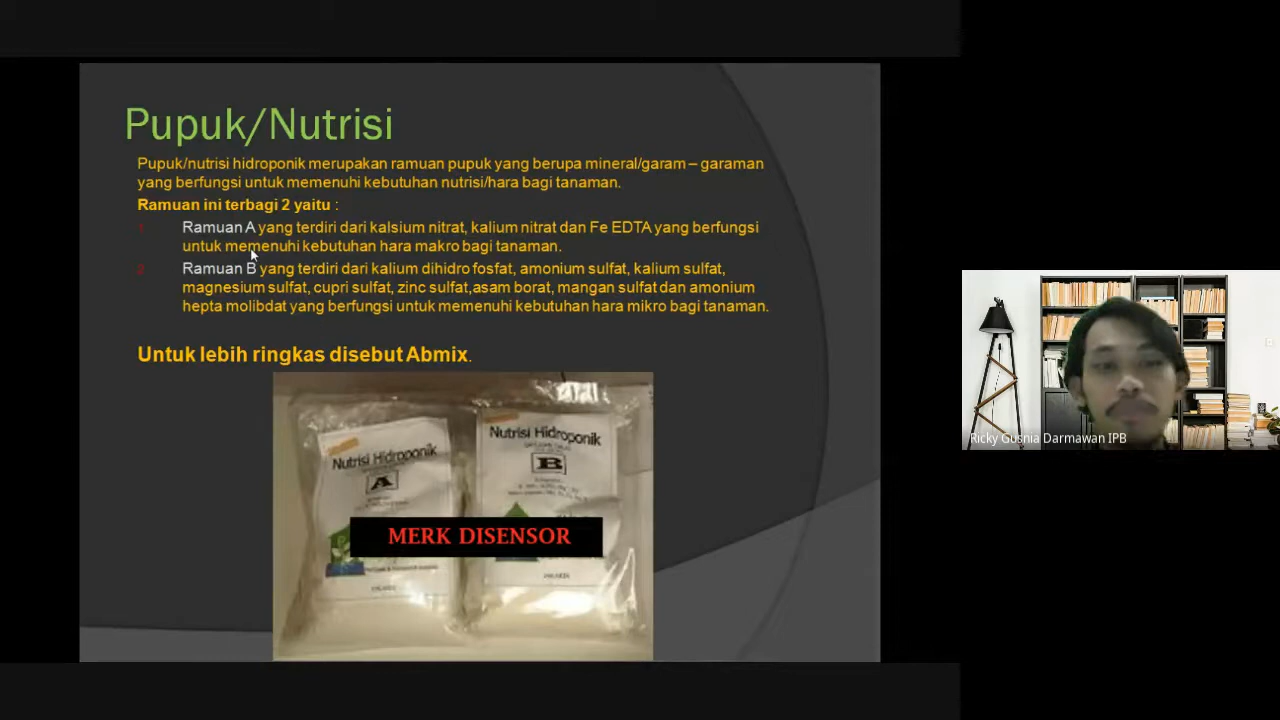 Pupuk/Nutrisi
Pupuk/nutrisi hidroponik merupakan ramuan pupuk yang berupa mineral/garam – garaman
yang berfungsi untuk memenuhi kebutuhan nutrisi/hara bagi tanaman.
Ramuan ini terbagi 2 yaitu :
1 Ramuan A yang terdiri dari kalsium nitrat, kalium nitrat dan Fe EDTA yang berfungsi
untuk memenuhi kebutuhan hara makro bagi tanaman.
2 Ramuan B yang terdiri dari kalium dihidro fosfat, amonium sulfat, kalium sulfat,
magnesium sulfat, cupri sulfat, zinc sulfat,asam borat, mangan sulfat dan amonium
hepta molibdat yang berfungsi untuk memenuhi kebutuhan hara mikro bagi tanaman.
Untuk lebih ringkas disebut Abmix.
Nutrisi Hidroponik
A
Nutrisi Hidroponik
B
MERK DISENSOR
Ricky Gusnia Darmawan IPB